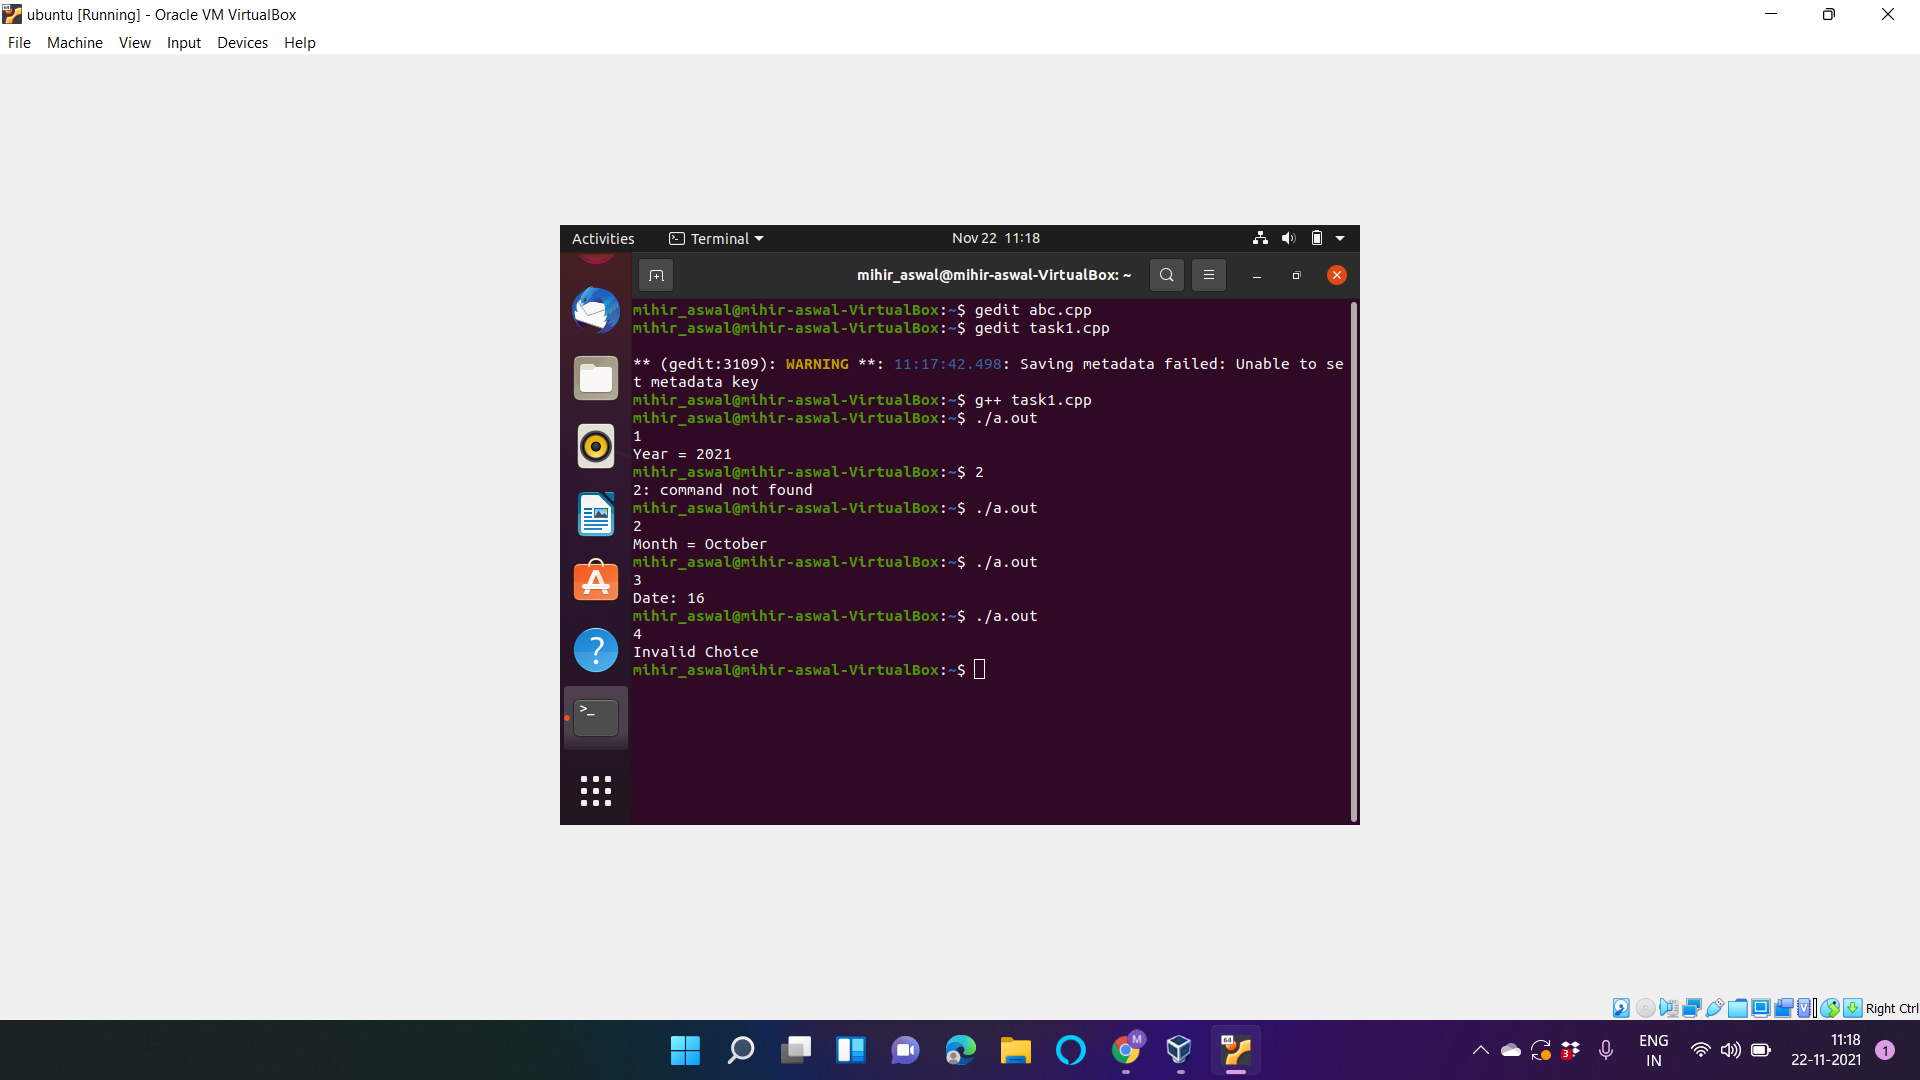 ubuntu [Running] - Oracle VM VirtualBox
File Machine View Input Devices Help
Activities Terminal Nov 22 11:18
mihir_aswal@mihir-aswal-VirtualBox: ~
mihir_aswal@mihir-aswal-VirtualBox:~$ gedit abc.cpp
mihir_aswal@mihir-aswal-VirtualBox:~$ gedit task1.cpp
** (gedit:3109): WARNING **: 11:17:42.498: Saving metadata failed: Unable to se
t metadata key
mihir_aswal@mihir-aswal-VirtualBox:~$ g++ task1.cpp
mihir_aswal@mihir-aswal-VirtualBox:~$ ./a.out
1
Year = 2021
mihir_aswal@mihir-aswal-VirtualBox:~$ 2
2: command not found
mihir_aswal@mihir-aswal-VirtualBox:~$ ./a.out
2
Month = October
mihir_aswal@mihir-aswal-VirtualBox:~$ ./a.out
3
Date: 16
mihir_aswal@mihir-aswal-VirtualBox:~$ ./a.out
4
Invalid Choice
mihir_aswal@mihir-aswal-VirtualBox:~$
Right Ctrl
M
64
3
ENG
IN
11:18
22-11-2021
1